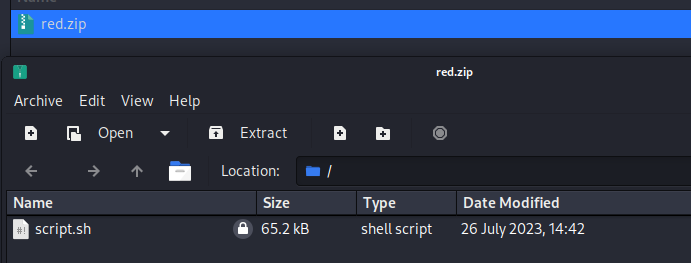 red.zip
red.zip
Archive Edit View Help
Open Extract
Location: /
Name Size Type Date Modified
#! script.sh 65.2 kB shell script 26 July 2023, 14:42